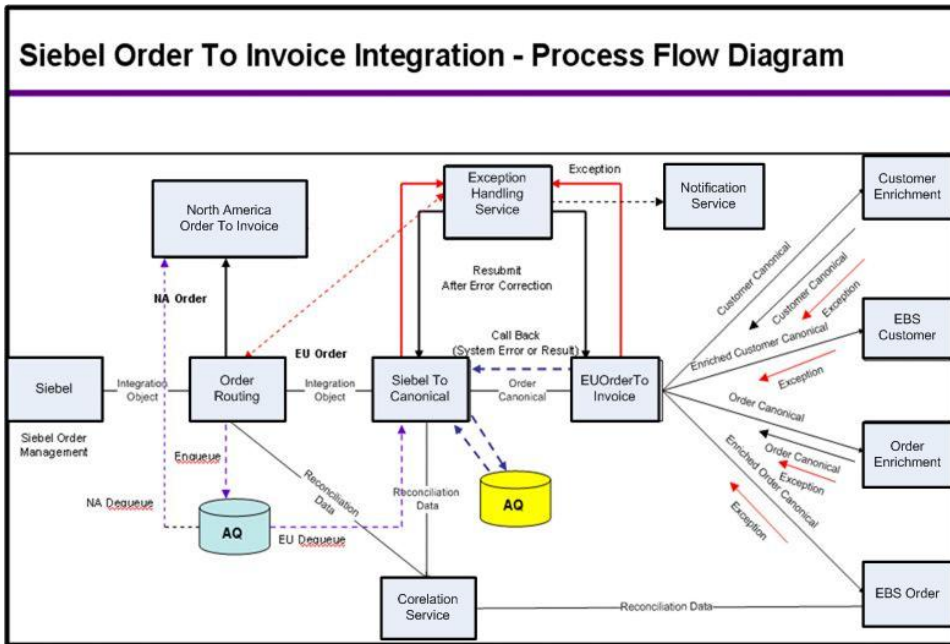 Siebel Order To Invoice Integration - Process Flow Diagram
Exception
Handling
Service
Exception
Notification
Service
Customer
Enrichment
North America
Order To Invoice
Resubmit
After Error Correction
Customer Canonical
Customer Canonical
Exception
NA Order
EU Order
Call Back
(System Error or Result)
Enriched Customer Canonical
EBS
Customer
Exception
Siebel
Integration
Object
Order
Routing
Integration
Object
Siebel To
Canonical
Order
Canonical
EUOrderTo
Invoice
Siebel Order
Management
Order Canonical
Order Canonical
Exception
Order
Enrichment
Enriched Order Canonical
Exception
Enqueue
Reconciliation
Data
Reconciliation
Data
NA Dequeue
AQ
EU Dequeue
AQ
Corelation
Service
Reconciliation Data
EBS Order